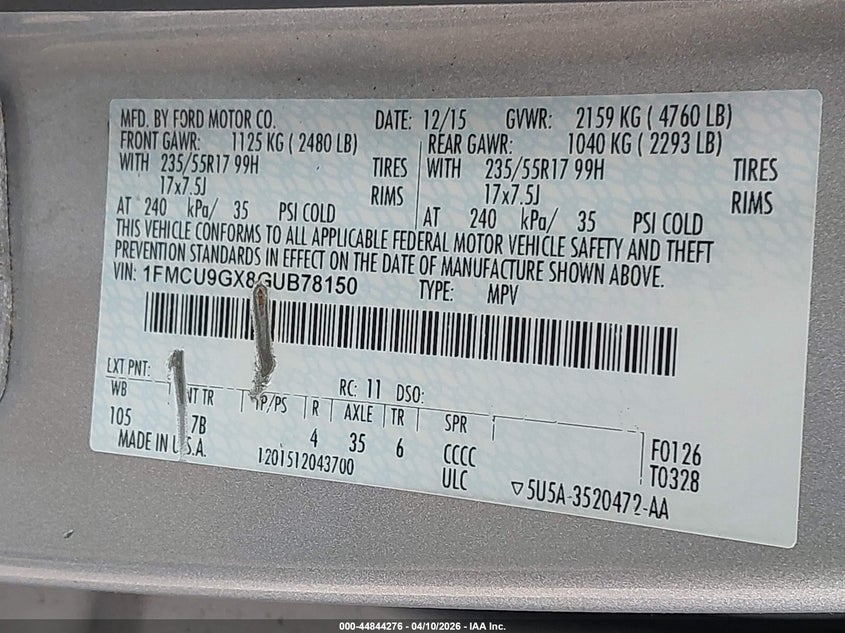 MFD. BY FORD MOTOR CO. DATE: 12/15 GVWR: 2159 KG ( 4760 LB)
FRONT GAWR: 1125 KG ( 2480 LB) REAR GAWR: 1040 KG ( 2293 LB)
WITH 235/55R17 99H TIRES WITH 235/55R17 99H TIRES
17x7.5J RIMS 17x7.5J RIMS
AT 240 kPa/ 35 PSI COLD AT 240 kPa/ 35 PSI COLD
THIS VEHICLE CONFORMS TO ALL APPLICABLE FEDERAL MOTOR VEHICLE SAFETY AND THEFT
PREVENTION STANDARDS IN EFFECT ON THE DATE OF MANUFACTURE SHOWN ABOVE.
VIN: 1FMCU9GX8GUB78150 TYPE: MPV
EXT PNT: RC: 11 DSO:
WB INT TR TP/PS R AXLE TR SPR
105 7B 4 35 6 CCCC F0126
MADE IN U.S.A. 1201512043700 ULC T0328
▽5U5A-3520472-AA
000-44844276 - 04/10/2026 - IAA Inc.